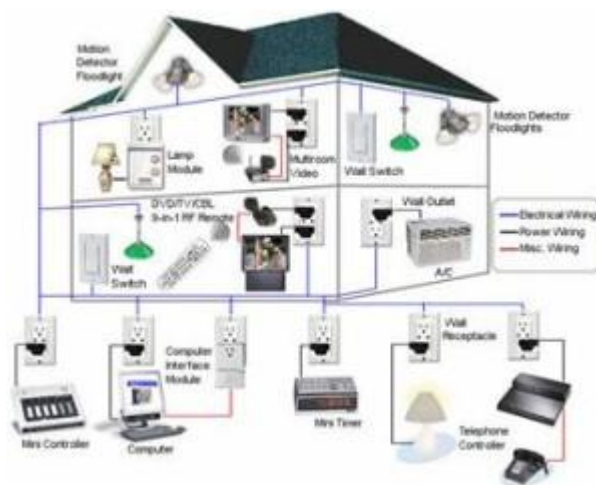 Motion
Detector
Floodlight
Motion Detector
Floodlights
Lamp
Module
Multiroom
Video
Wall Switch
DVD/TV/CBL
9-in-1 RF Remote
Wall Outlet
Electrical Wiring
Power Wiring
Misc. Wiring
Wall
Switch
A/C
Computer
Interface
Module
Wall
Receptacle
Mini Controller
Computer
Mini Timer
Telephone
Controller